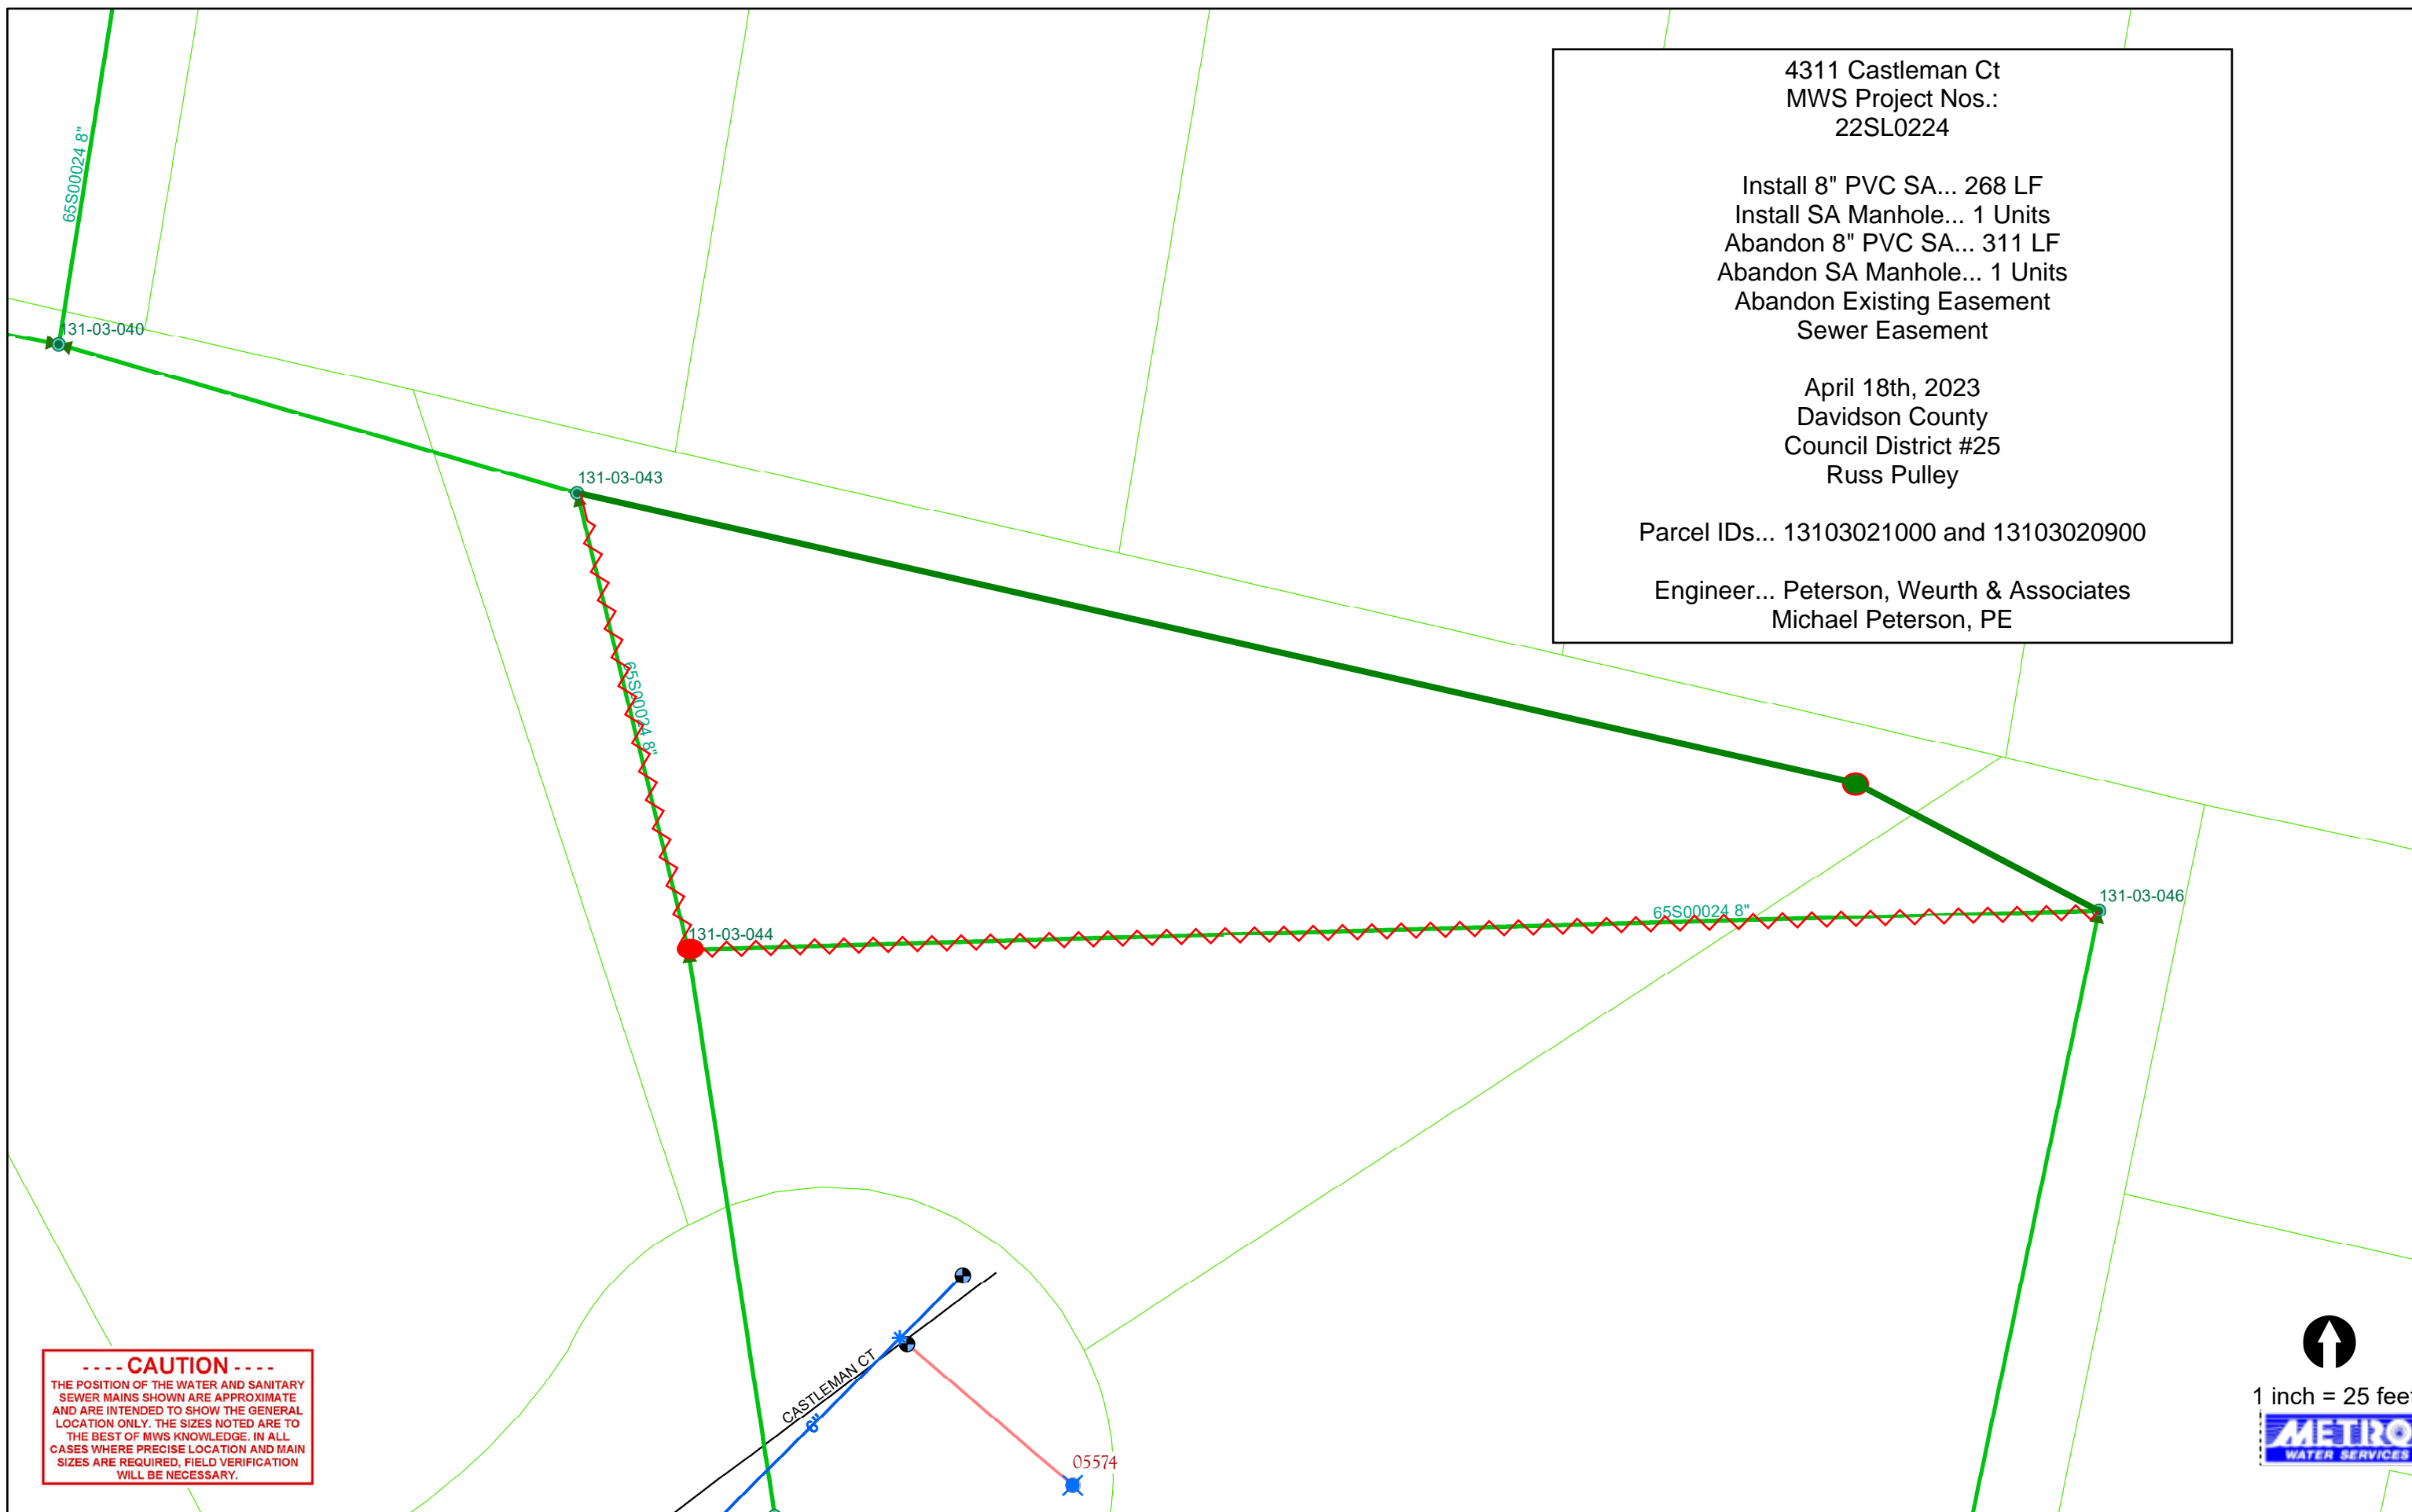 4311 Castleman Ct
MWS Project Nos.:
22SL0224
Install 8" PVC SA... 268 LF
Install SA Manhole... 1 Units
Abandon 8" PVC SA... 311 LF
Abandon SA Manhole... 1 Units
Abandon Existing Easement
Sewer Easement
April 18th, 2023
Davidson County
Council District #25
Russ Pulley
Parcel IDs... 13103021000 and 13103020900
Engineer... Peterson, Weurth & Associates
Michael Peterson, PE
65S00024 8"
131-03-040
131-03-043
65S00024 8"
131-03-044
65S00024 8"
131-03-046
CASTLEMAN CT
6"
05574
- - - - CAUTION - - - -
THE POSITION OF THE WATER AND SANITARY
SEWER MAINS SHOWN ARE APPROXIMATE
AND ARE INTENDED TO SHOW THE GENERAL
LOCATION ONLY. THE SIZES NOTED ARE TO
THE BEST OF MWS KNOWLEDGE. IN ALL
CASES WHERE PRECISE LOCATION AND MAIN
SIZES ARE REQUIRED, FIELD VERIFICATION
WILL BE NECESSARY.
1 inch = 25 feet
METRO
WATER SERVICES